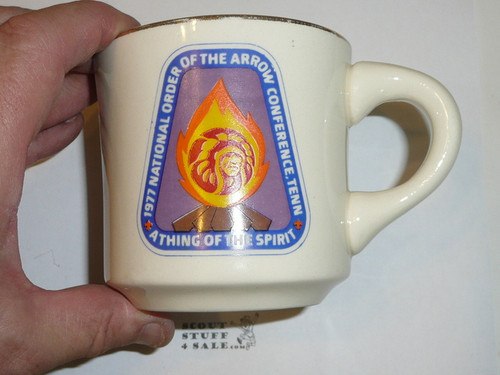 1977 NATIONAL ORDER OF THE ARROW CONFERENCE, TENN
A THING OF THE SPIRIT
SCOUT
STUFF
4 SALE.com